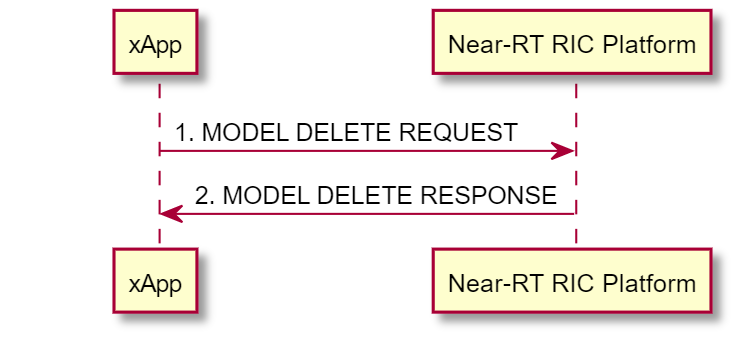 xApp
Near-RT RIC Platform
1. MODEL DELETE REQUEST
2. MODEL DELETE RESPONSE
xApp
Near-RT RIC Platform